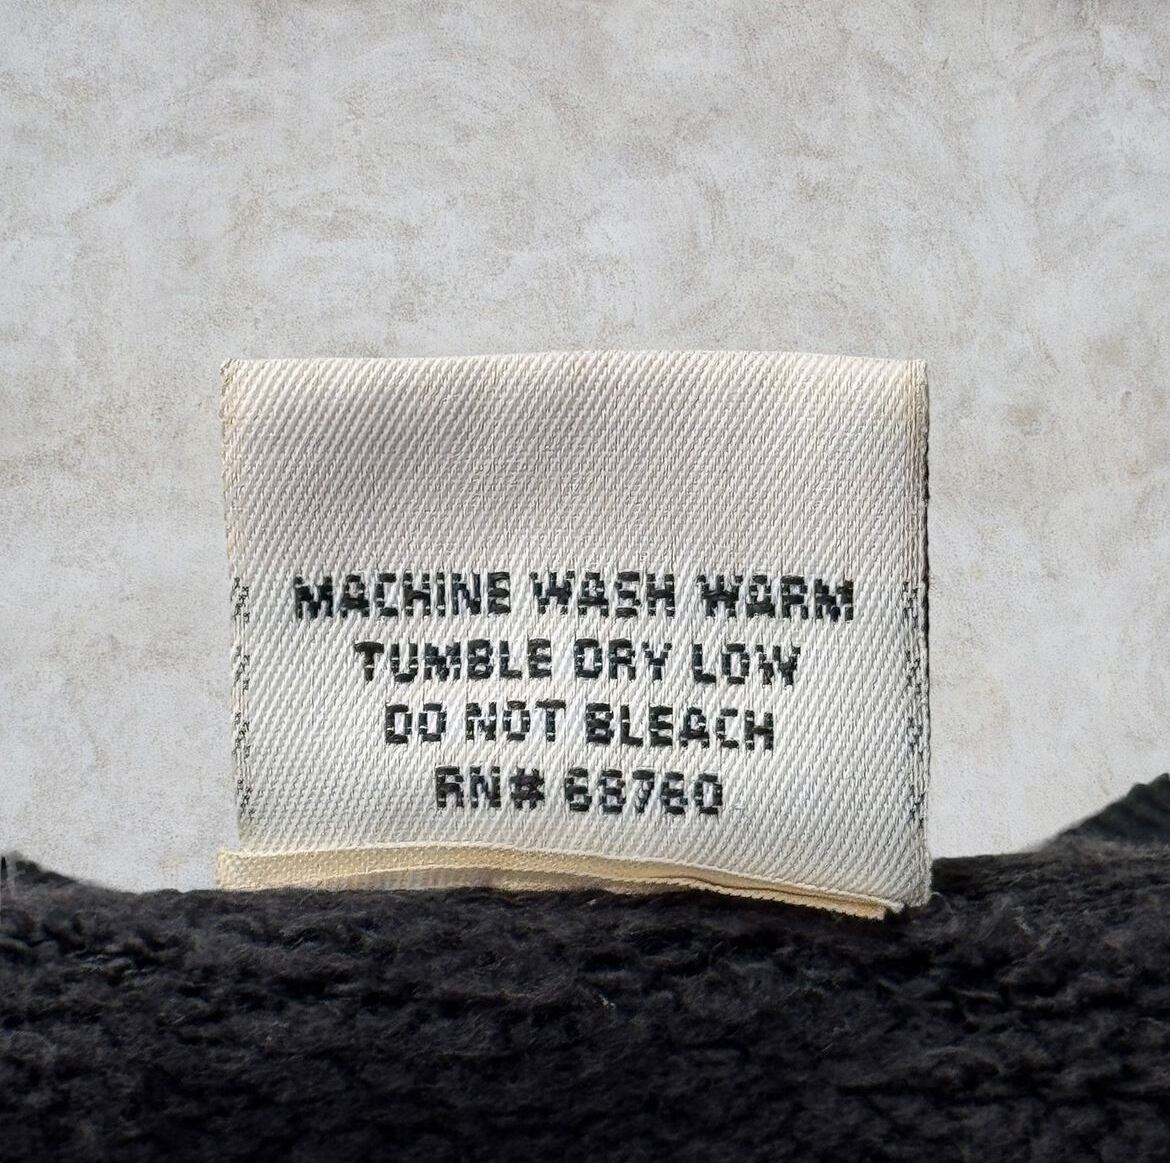 MACHINE WASH WARM
TUMBLE DRY LOW
DO NOT BLEACH
RN# 68760